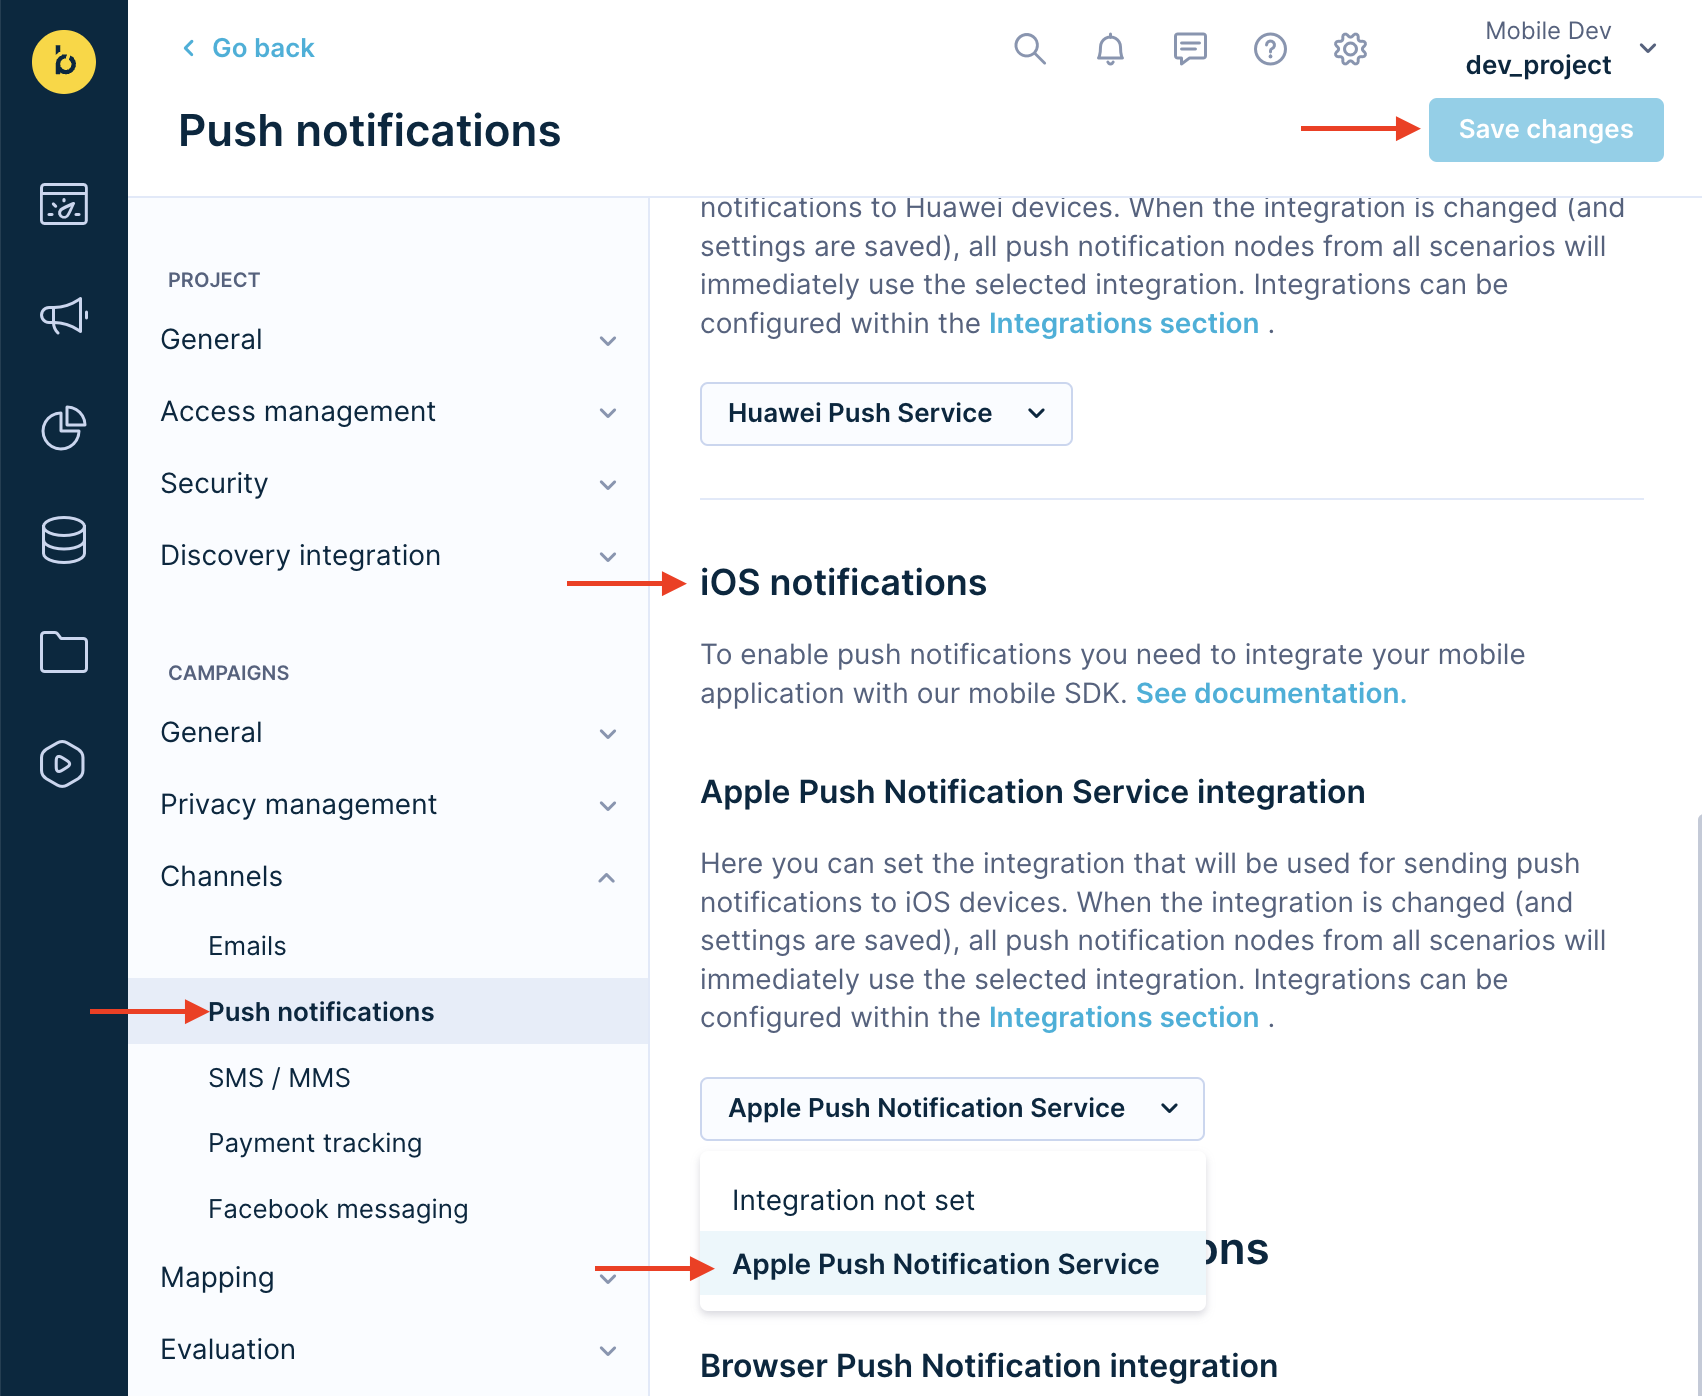 Go back
Mobile Dev
dev_project
Push notifications
Save changes
PROJECT
General
Access management
Security
Discovery integration
CAMPAIGNS
General
Privacy management
Channels
Emails
Push notifications
SMS / MMS
Payment tracking
Facebook messaging
Mapping
Evaluation
notifications to Huawei devices. When the integration is changed (and
settings are saved), all push notification nodes from all scenarios will
immediately use the selected integration. Integrations can be
configured within the Integrations section .
Huawei Push Service
iOS notifications
To enable push notifications you need to integrate your mobile
application with our mobile SDK. See documentation.
Apple Push Notification Service integration
Here you can set the integration that will be used for sending push
notifications to iOS devices. When the integration is changed (and
settings are saved), all push notification nodes from all scenarios will
immediately use the selected integration. Integrations can be
configured within the Integrations section .
Apple Push Notification Service
Integration not set
Apple Push Notification Service
Browser Push Notification integration